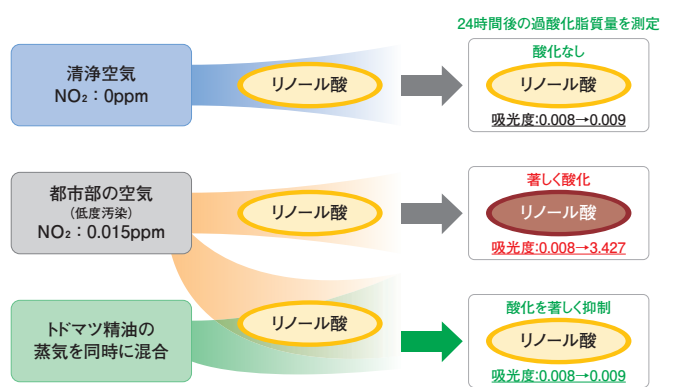 24時間後の過酸化脂質量を測定
清浄空気
NO₂：0ppm
リノール酸
酸化なし
リノール酸
吸光度:0.008→0.009
都市部の空気
(低度汚染)
NO₂：0.015ppm
リノール酸
著しく酸化
リノール酸
吸光度:0.008→3.427
トドマツ精油の
蒸気を同時に混合
リノール酸
酸化を著しく抑制
リノール酸
吸光度:0.008→0.009